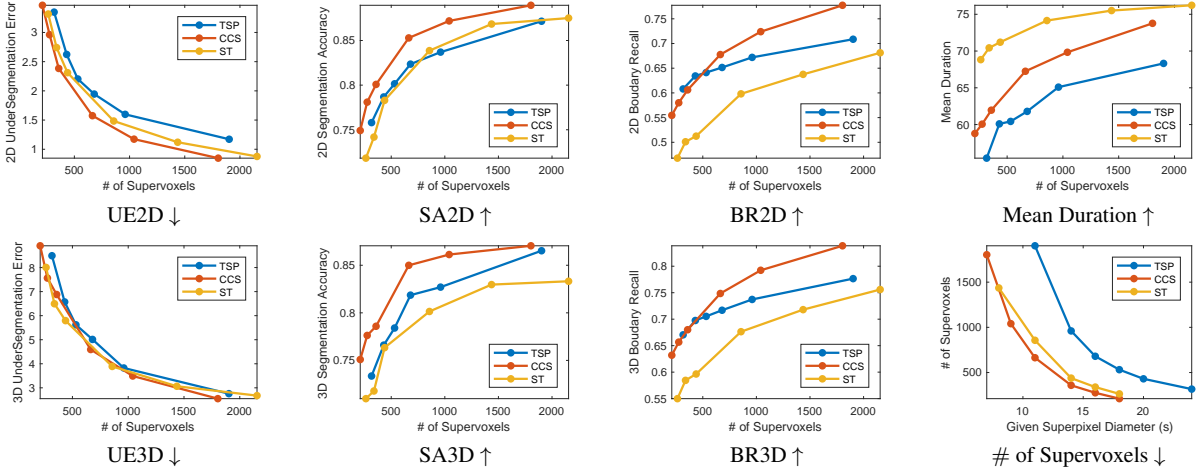 2D UnderSegmentation Error
3
2
1
500 1000 1500 2000
# of Supervoxels
TSP
CCS
ST
UE2D ↓
2D Segmentation Accuracy
0.85
0.8
0.75
500 1000 1500 2000
# of Supervoxels
TSP
CCS
ST
SA2D ↑
2D Boudary Recall
0.75
0.7
0.65
0.6
0.55
0.5
500 1000 1500 2000
# of Supervoxels
TSP
CCS
ST
BR2D ↑
Mean Duration
75
70
65
60
500 1000 1500 2000
# of Supervoxels
TSP
CCS
ST
Mean Duration ↑
3D UnderSegmentation Error
8
7
6
5
4
3
500 1000 1500 2000
# of Supervoxels
TSP
CCS
ST
UE3D ↓
3D Segmentation Accuracy
0.85
0.8
0.75
500 1000 1500 2000
# of Supervoxels
TSP
CCS
ST
SA3D ↑
3D Boudary Recall
0.8
0.75
0.7
0.65
0.6
0.55
500 1000 1500 2000
# of Supervoxels
TSP
CCS
ST
BR3D ↑
# of Supervoxels
1500
1000
500
10 15 20
Given Superpixel Diameter (s)
TSP
CCS
ST
# of Supervoxels ↓